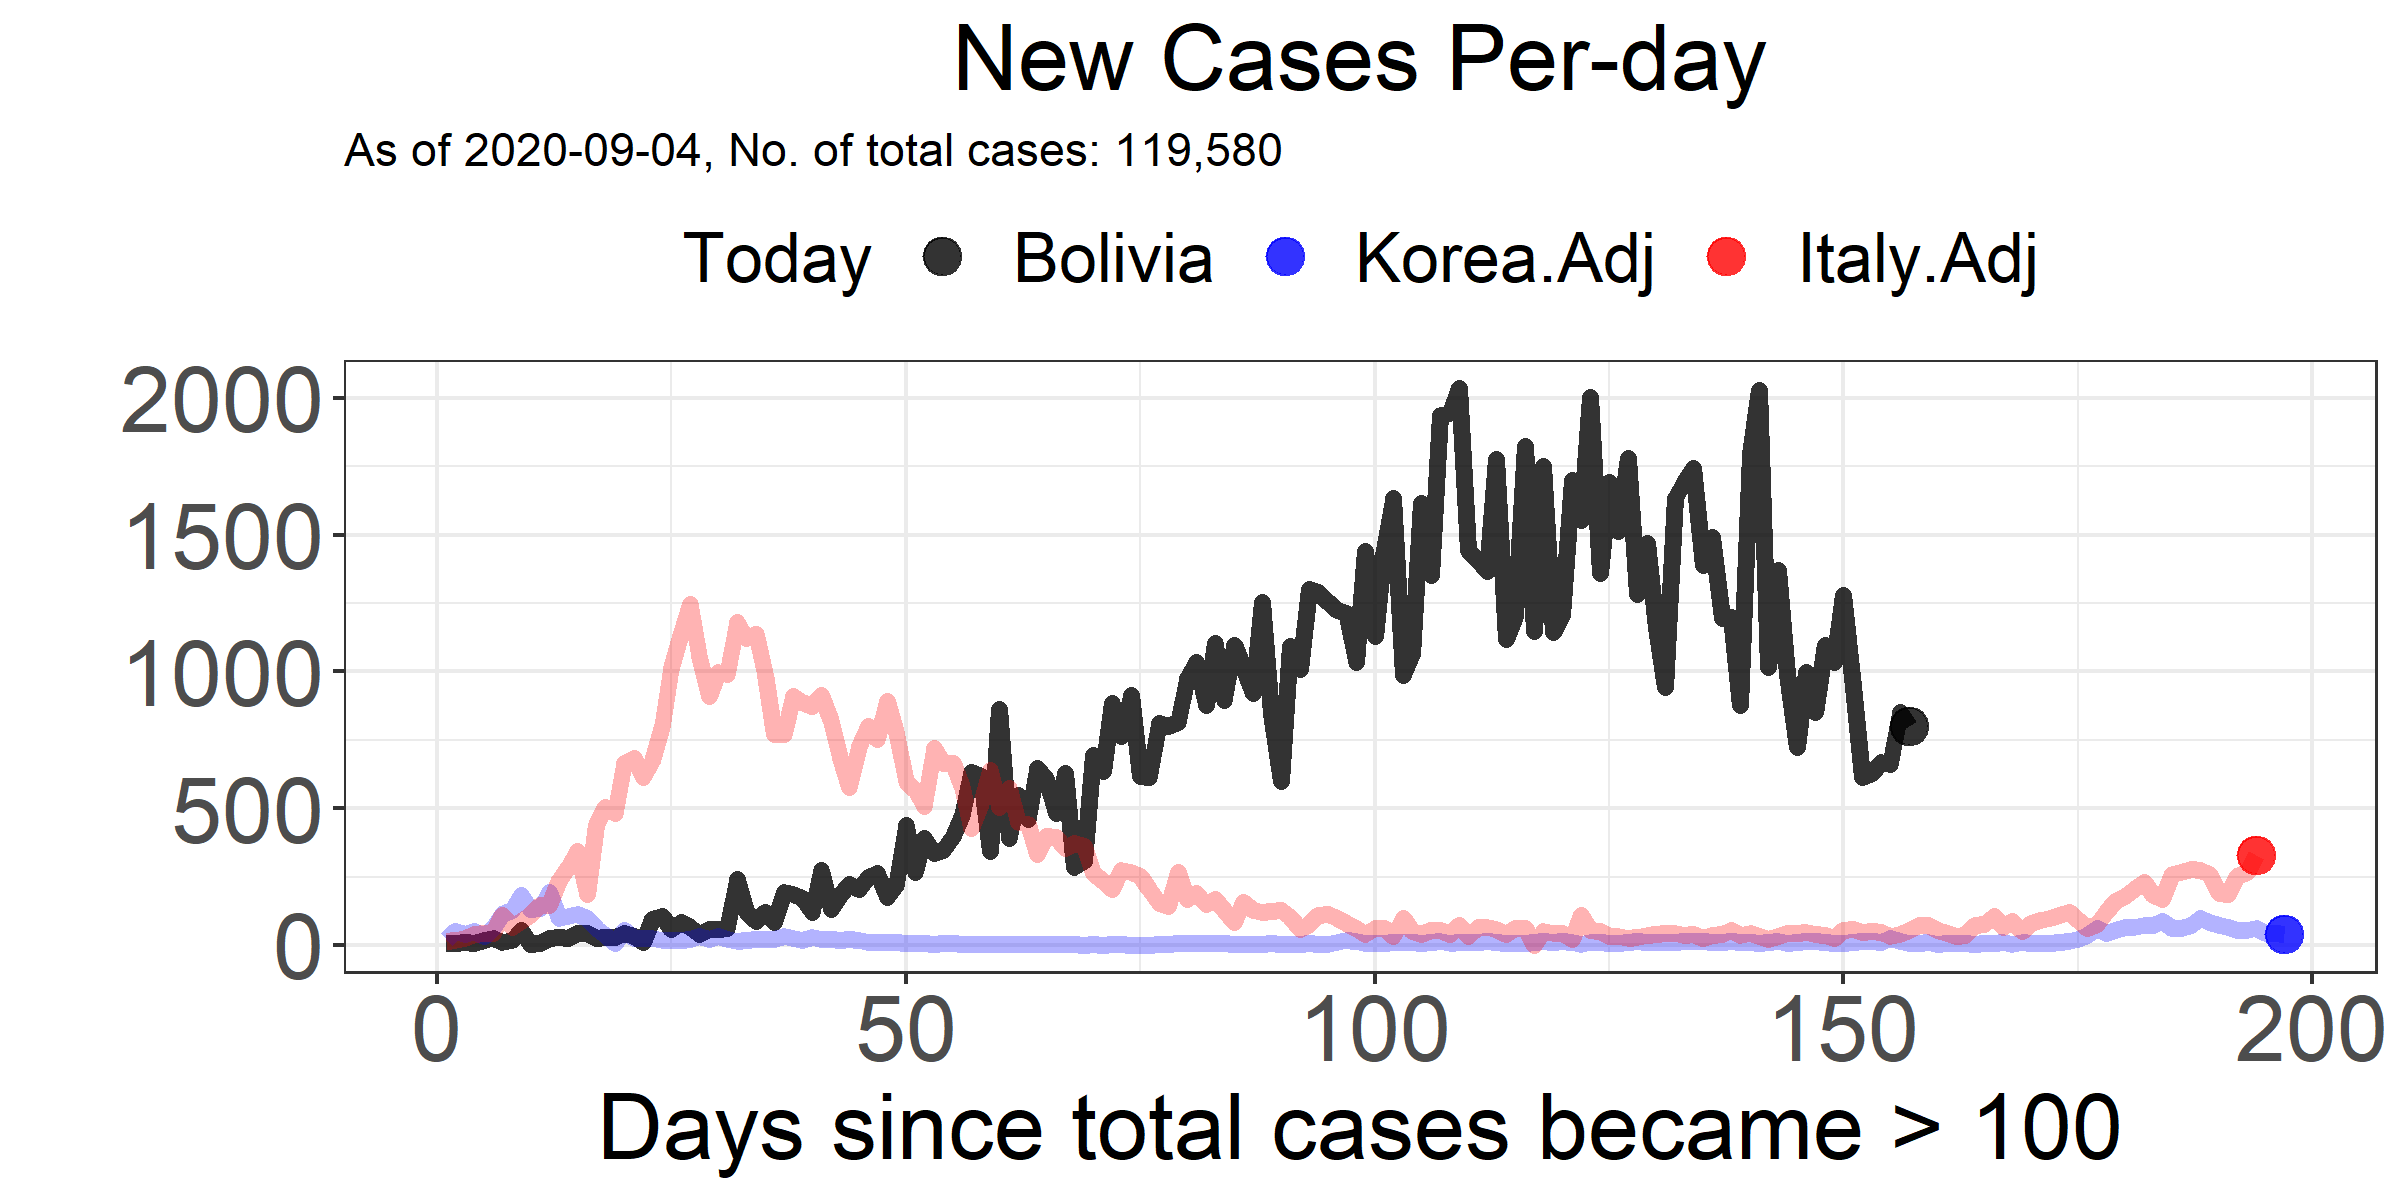 New Cases Per-day
As of 2020-09-04, No. of total cases: 119,580
Today Bolivia Korea.Adj Italy.Adj
2000
1500
1000
500
0
0 50 100 150 200
Days since total cases became > 100